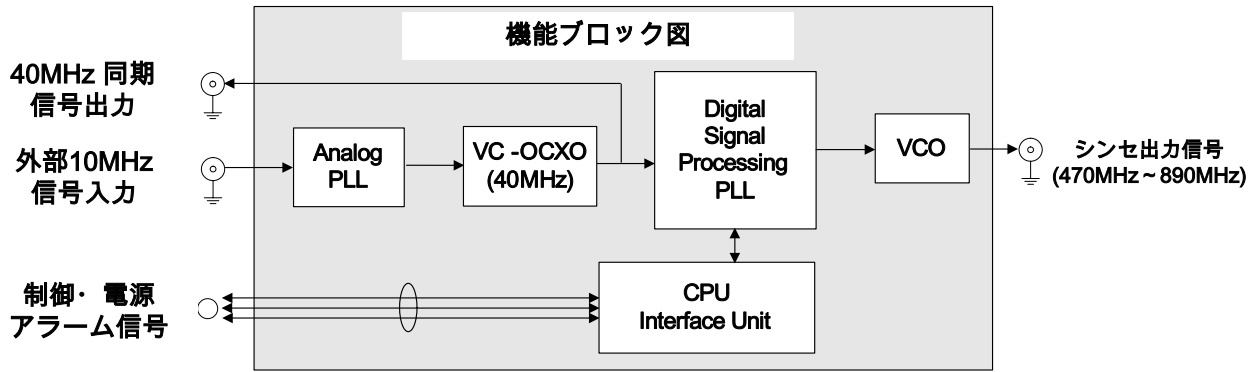 機能ブロック図
40MHz 同期
信号出力
外部10MHz
信号入力
Analog
PLL
VC -OCXO
(40MHz)
Digital
Signal
Processing
PLL
VCO
シンセ出力信号
(470MHz～890MHz)
制御・ 電源
アラーム信号
CPU
Interface Unit